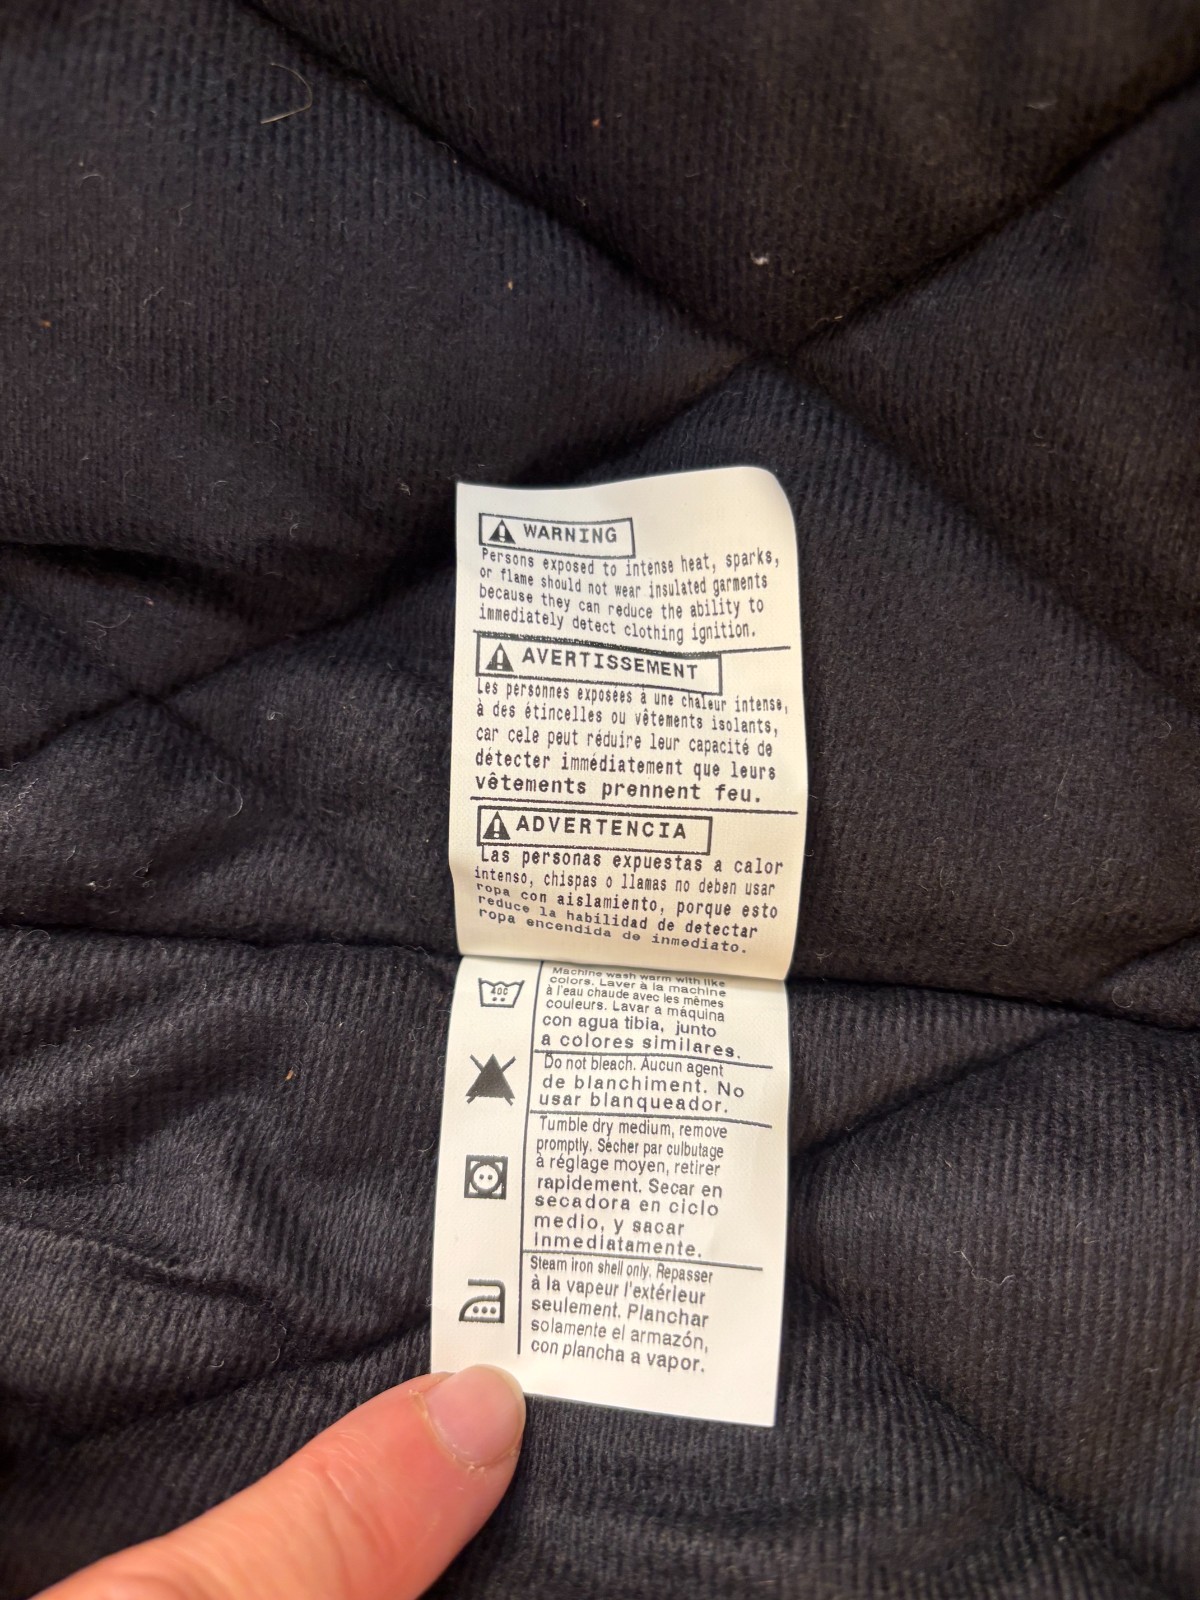 WARNING
Persons exposed to intense heat, sparks,
or flame should not wear insulated garments
because they can reduce the ability to
immediately detect clothing ignition.
AVERTISSEMENT
Les personnes exposées à une chaleur intense,
à des étincelles ou vêtements isolants,
car cele peut réduire leur capacité de
détecter immédiatement que leurs
vêtements prennent feu.
ADVERTENCIA
Las personas expuestas a calor
intenso, chispas o llamas no deben usar
ropa con aislamiento, porque esto
reduce la habilidad de detectar
ropa encendida de inmediato.
40C
Machine wash warm with like
colors. Laver à la machine
à l'eau chaude avec les mêmes
couleurs. Lavar a máquina
con agua tibia, junto
a colores similares.
Do not bleach. Aucun agent
de blanchiment. No
usar blanqueador.
Tumble dry medium, remove
promptly. Sécher par culbutage
à réglage moyen, retirer
rapidement. Secar en
secadora en ciclo
medio, y sacar
inmediatamente.
Steam iron shell only. Repasser
à la vapeur l'extérieur
seulement. Planchar
solamente el armazón,
con plancha a vapor.